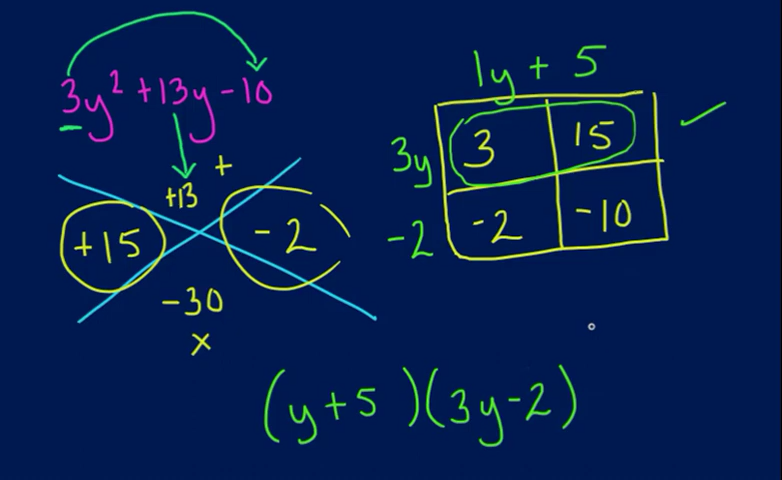 3y² +13y -10
+
+13
+15
-2
-30
x
1y + 5
3y 3 15
-2 -2 -10
(y+5)(3y-2)